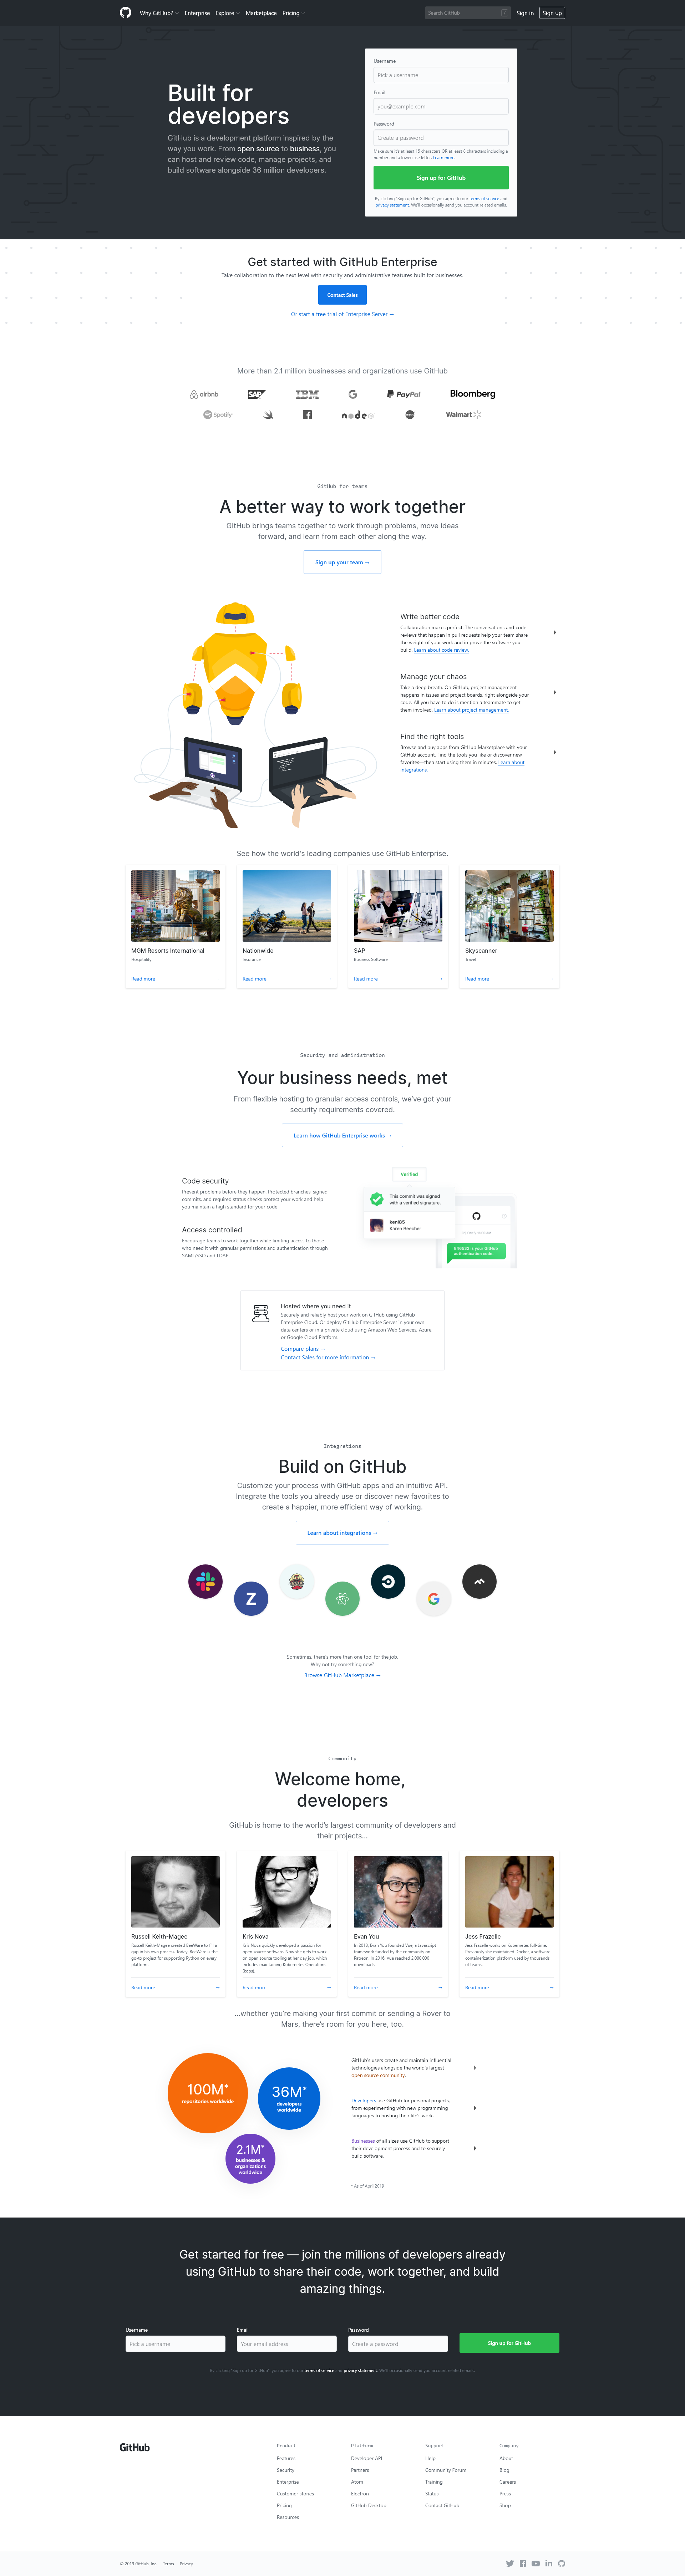 Why GitHub?
Enterprise
Explore
Marketplace
Pricing
Search GitHub
Sign in
Sign up
Built for
developers
GitHub is a development platform inspired by the
way you work. From open source to business, you
can host and review code, manage projects, and
build software alongside 36 million developers.
Username
Pick a username
Email
you@example.com
Password
Create a password
Make sure it's at least 15 characters OR at least 8 characters including a
number and a lowercase letter. Learn more.
Sign up for GitHub
By clicking "Sign up for GitHub", you agree to our terms of service and
privacy statement. We'll occasionally send you account related emails.
Get started with GitHub Enterprise
Take collaboration to the next level with security and administrative features built for businesses.
Contact Sales
Or start a free trial of Enterprise Server →
More than 2.1 million businesses and organizations use GitHub
airbnb
SAP
IBM
G
PayPal
Bloomberg
Spotify
node
Walmart
GitHub for teams
A better way to work together
GitHub brings teams together to work through problems, move ideas
forward, and learn from each other along the way.
Sign up your team →
Write better code
Collaboration makes perfect. The conversations and code
reviews that happen in pull requests help your team share
the weight of your work and improve the software you
build. Learn about code review.
Manage your chaos
Take a deep breath. On GitHub, project management
happens in issues and project boards, right alongside your
code. All you have to do is mention a teammate to get
them involved. Learn about project management.
Find the right tools
Browse and buy apps from GitHub Marketplace with your
GitHub account. Find the tools you like or discover new
favorites—then start using them in minutes. Learn about
integrations.
See how the world's leading companies use GitHub Enterprise.
MGM Resorts International
Hospitality
Read more →
Nationwide
Insurance
Read more →
SAP
Business Software
Read more →
Skyscanner
Travel
Read more →
Security and administration
Your business needs, met
From flexible hosting to granular access controls, we've got your
security requirements covered.
Learn how GitHub Enterprise works →
Code security
Prevent problems before they happen. Protected branches, signed
commits, and required status checks protect your work and help
you maintain a high standard for your code.
Access controlled
Encourage teams to work together while limiting access to those
who need it with granular permissions and authentication through
SAML/SSO and LDAP.
Verified
This commit was signed
with a verified signature.
keni85
Karen Beecher
is your GitHub
authentication code.
Hosted where you need it
Securely and reliably host your work on GitHub using GitHub
Enterprise Cloud. Or deploy GitHub Enterprise Server in your own
data centers or in a private cloud using Amazon Web Services, Azure,
or Google Cloud Platform.
Compare plans →
Contact Sales for more information →
Integrations
Build on GitHub
Customize your process with GitHub apps and an intuitive API.
Integrate the tools you already use or discover new favorites to
create a happier, more efficient way of working.
Learn about integrations →
Z
G
Sometimes, there's more than one tool for the job.
Why not try something new?
Browse GitHub Marketplace →
Community
Welcome home,
developers
GitHub is home to the world's largest community of developers and
their projects...
Russell Keith-Magee
Russell Keith-Magee created BeeWare to fill a
gap in his own process. Today, BeeWare is the
go-to project for supporting Python on every
platform.
Read more →
Kris Nova
Kris Nova quickly developed a passion for
open source software. Now she gets to work
on open source tooling at her day job, which
includes maintaining Kubernetes Operations
(kops).
Read more →
Evan You
In 2013, Evan You founded Vue, a Javascript
framework funded by the community on
Patreon. In 2016, Vue reached 2,000,000
downloads.
Read more →
Jess Frazelle
Jess Frazelle works on Kubernetes full-time.
Previously she maintained Docker, a software
containerization platform used by thousands
of teams.
Read more →
...whether you're making your first commit or sending a Rover to
Mars, there's room for you here, too.
100M*
repositories worldwide
36M*
developers
worldwide
2.1M*
businesses &
organizations
worldwide
GitHub's users create and maintain influential
technologies alongside the world's largest
open source community.
Developers use GitHub for personal projects,
from experimenting with new programming
languages to hosting their life's work.
Businesses of all sizes use GitHub to support
their development process and to securely
build software.
* As of April 2019
Get started for free — join the millions of developers already
using GitHub to share their code, work together, and build
amazing things.
Username
Pick a username
Email
Your email address
Password
Create a password
Sign up for GitHub
By clicking "Sign up for GitHub", you agree to our terms of service and privacy statement. We'll occasionally send you account related emails.
GitHub
Product
Features
Security
Enterprise
Customer stories
Pricing
Resources
Platform
Developer API
Partners
Atom
Electron
GitHub Desktop
Support
Help
Community Forum
Training
Status
Contact GitHub
Company
About
Blog
Careers
Press
Shop
© 2019 GitHub, Inc.
Terms
Privacy